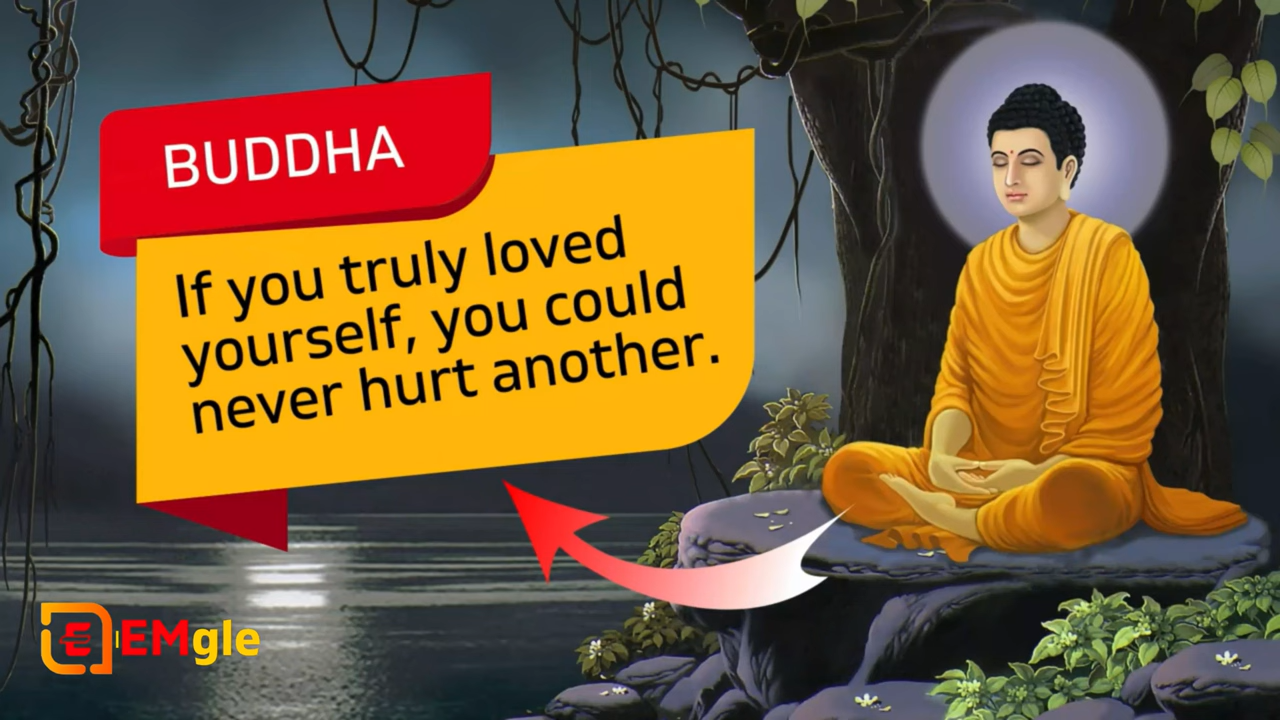 BUDDHA
If you truly loved
yourself, you could
never hurt another.
EMgle